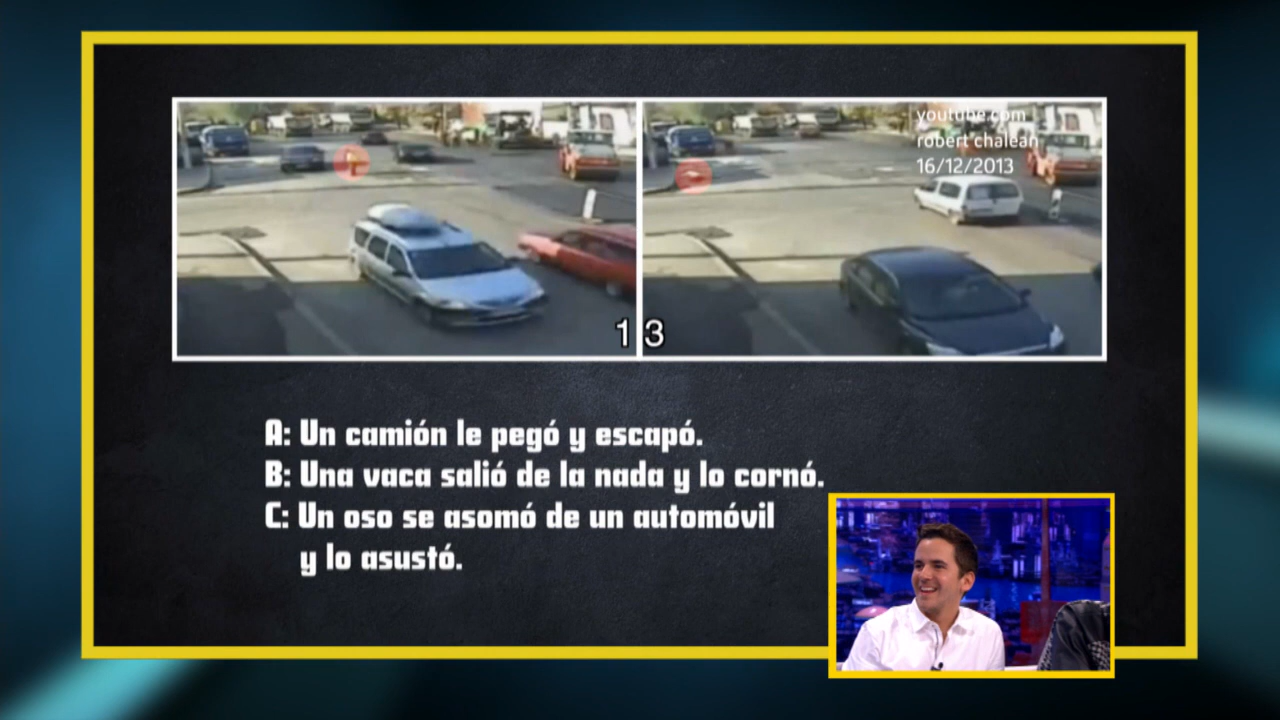 youtube.com
robert chalean
16/12/2013
1 3
A: Un camión le pegó y escapó.
B: Una vaca salió de la nada y lo cornó.
C: Un oso se asomó de un automóvil
y lo asustó.